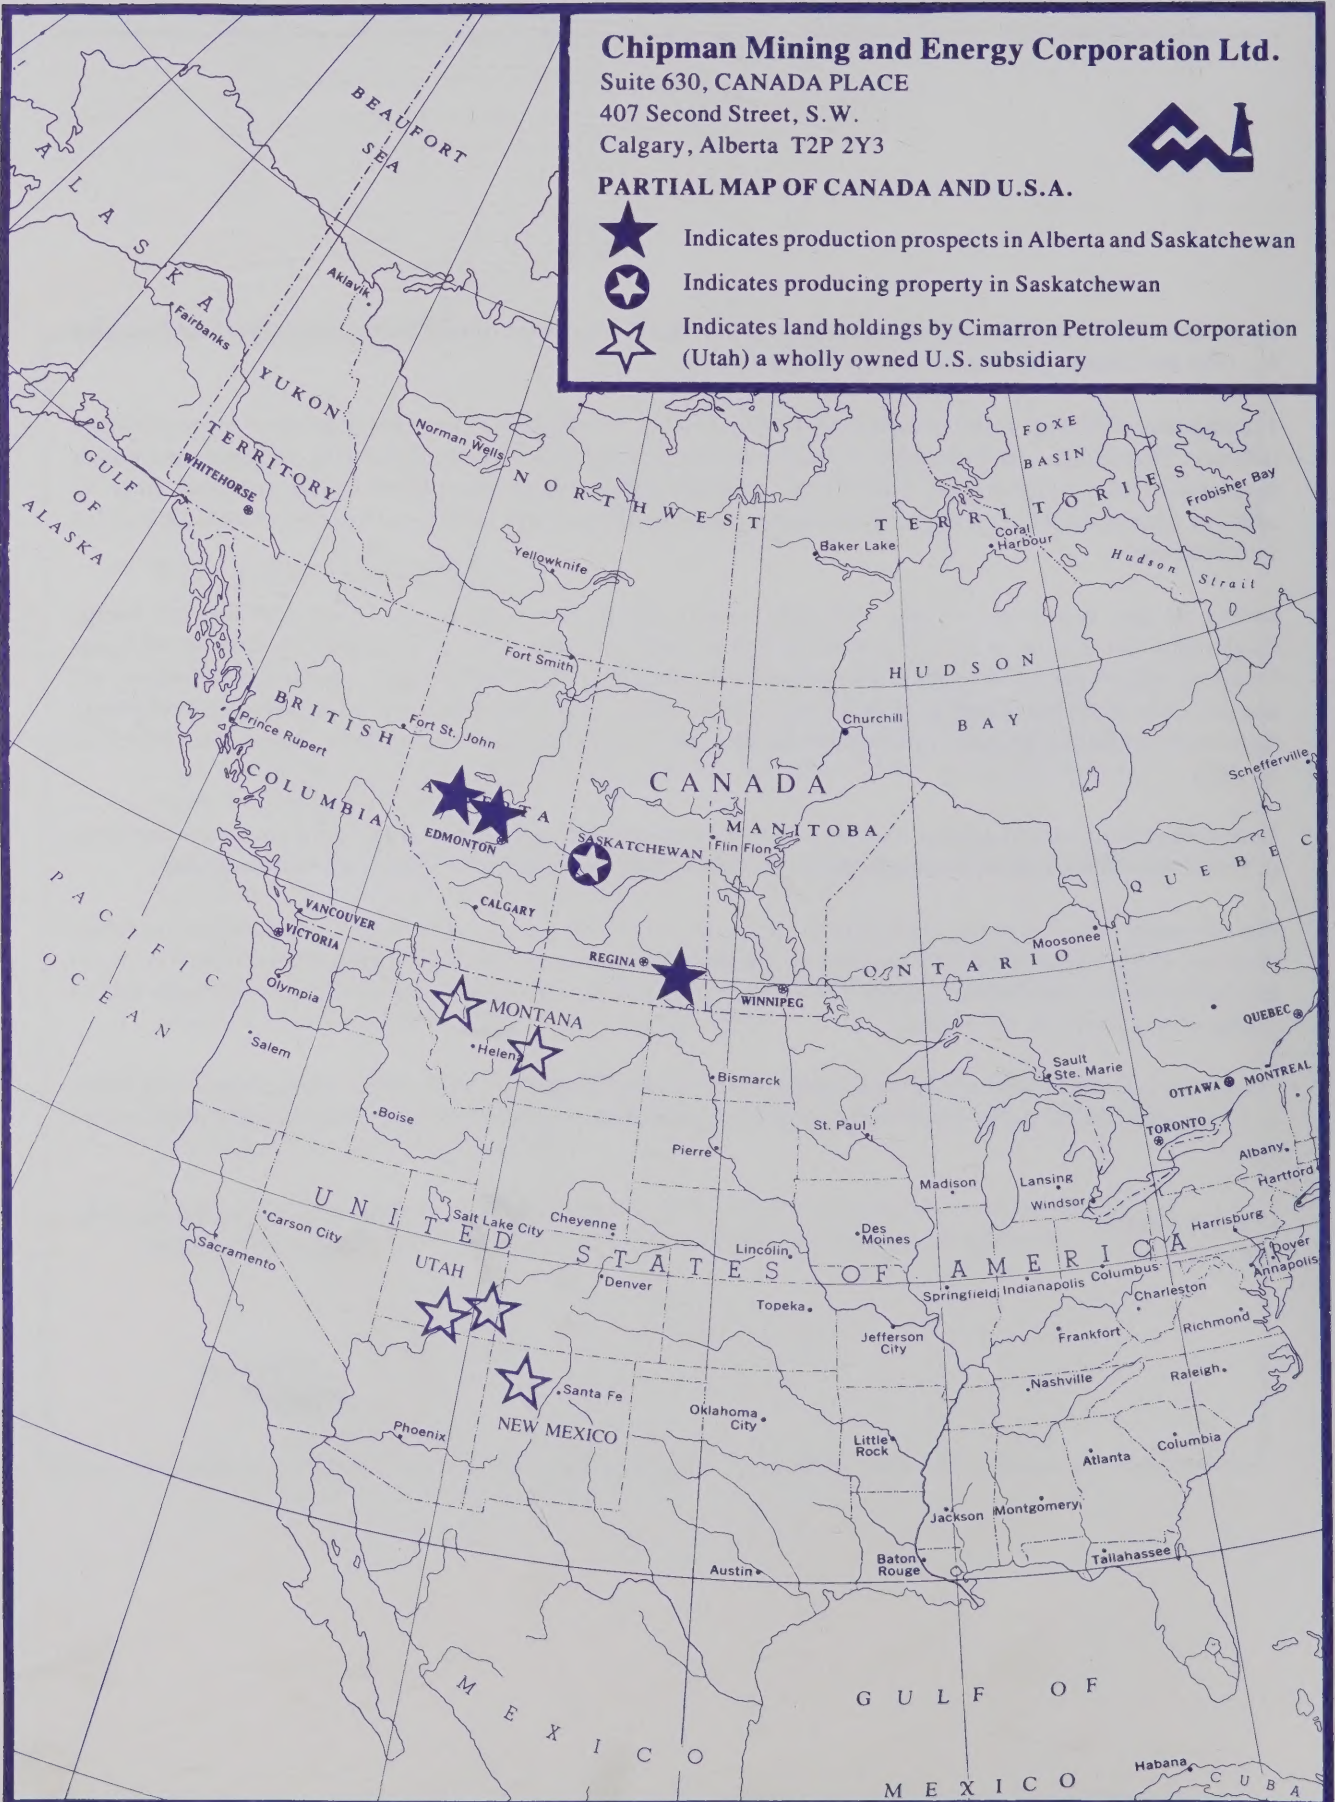 Chipman Mining and Energy Corporation Ltd.
Suite 630, CANADA PLACE
407 Second Street, S.W.
Calgary, Alberta T2P 2Y3
PARTIAL MAP OF CANADA AND U.S.A.
Indicates production prospects in Alberta and Saskatchewan
Indicates producing property in Saskatchewan
Indicates land holdings by Cimarron Petroleum Corporation
(Utah) a wholly owned U.S. subsidiary
BEAUFORT
SEA
ALASKA
Aklavik
Fairbanks
YUKON
TERRITORY
WHITEHORSE
GULF
OF
ALASKA
Norman Wells
NORTHWEST
TERRITORIES
FOXE
BASIN
Frobisher Bay
Coral
Harbour
Baker Lake
Hudson Strait
Yellowknife
Fort Smith
HUDSON
BAY
BRITISH
COLUMBIA
Prince Rupert
Fort St. John
Churchill
Schefferville
CANADA
MANITOBA
Flin Flon
EDMONTON
SASKATCHEWAN
QUEBEC
CALGARY
VANCOUVER
VICTORIA
PACIFIC
OCEAN
REGINA
WINNIPEG
Moosonee
ONTARIO
Olympia
MONTANA
QUEBEC
Salem
Bismarck
Sault
Ste. Marie
OTTAWA
MONTREAL
Boise
St. Paul
TORONTO
Pierre
Albany
Madison
Lansing
Windsor
Hartford
UNITED STATES OF AMERICA
Carson City
Salt Lake City
Cheyenne
Des
Moines
Harrisburg
Sacramento
Lincoln
Dover
Annapolis
UTAH
Denver
Springfield
Indianapolis
Columbus
Charleston
Topeka
Jefferson
City
Frankfort
Richmond
Santa Fe
Nashville
Raleigh
NEW MEXICO
Phoenix
Oklahoma
City
Little
Rock
Atlanta
Columbia
Jackson
Montgomery
Austin
Baton
Rouge
Tallahassee
MEXICO
GULF OF
MEXICO
Habana
CUBA